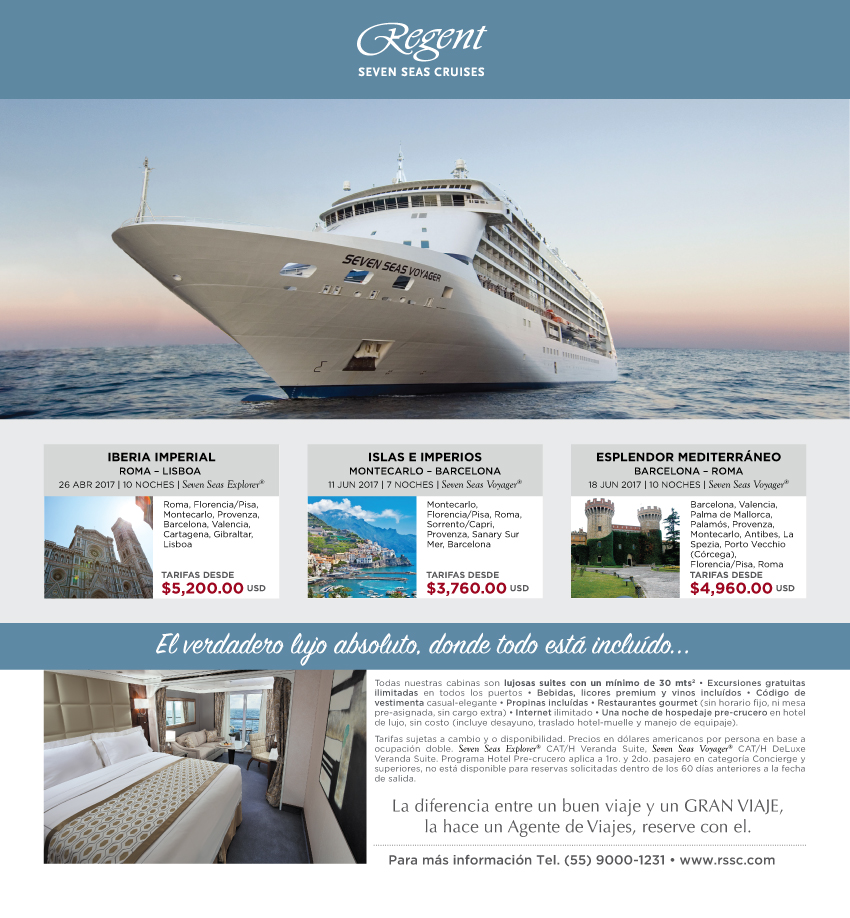 Regent
SEVEN SEAS CRUISES
SEVEN SEAS VOYAGER
IBERIA IMPERIAL
ROMA – LISBOA
26 ABR 2017 | 10 NOCHES | Seven Seas Explorer®
Roma, Florencia/Pisa,
Montecarlo, Provenza,
Barcelona, Valencia,
Cartagena, Gibraltar,
Lisboa
TARIFAS DESDE
$5,200.00 USD
ISLAS E IMPERIOS
MONTECARLO – BARCELONA
11 JUN 2017 | 7 NOCHES | Seven Seas Voyager®
Montecarlo,
Florencia/Pisa, Roma,
Sorrento/Capri,
Provenza, Sanary Sur
Mer, Barcelona
TARIFAS DESDE
$3,760.00 USD
ESPLENDOR MEDITERRÁNEO
BARCELONA – ROMA
18 JUN 2017 | 10 NOCHES | Seven Seas Voyager®
Barcelona, Valencia,
Palma de Mallorca,
Palamós, Provenza,
Montecarlo, Antibes, La
Spezia, Porto Vecchio
(Córcega),
Florencia/Pisa, Roma
TARIFAS DESDE
$4,960.00 USD
El verdadero lujo absoluto, donde todo está incluído...
Todas nuestras cabinas son lujosas suites con un mínimo de 30 mts² • Excursiones gratuitas
ilimitadas en todos los puertos • Bebidas, licores premium y vinos incluídos • Código de
vestimenta casual-elegante • Propinas incluídas • Restaurantes gourmet (sin horario fijo, ni mesa
pre-asignada, sin cargo extra) • Internet ilimitado • Una noche de hospedaje pre-crucero en hotel
de lujo, sin costo (incluye desayuno, traslado hotel-muelle y manejo de equipaje).
Tarifas sujetas a cambio y o disponibilidad. Precios en dólares americanos por persona en base a
ocupación doble. Seven Seas Explorer® CAT/H Veranda Suite, Seven Seas Voyager® CAT/H DeLuxe
Veranda Suite. Programa Hotel Pre-crucero aplica a 1ro. y 2do. pasajero en categoría Concierge y
superiores, no está disponible para reservas solicitadas dentro de los 60 días anteriores a la fecha
de salida.
La diferencia entre un buen viaje y un GRAN VIAJE,
la hace un Agente de Viajes, reserve con el.
Para más información Tel. (55) 9000-1231 • www.rssc.com